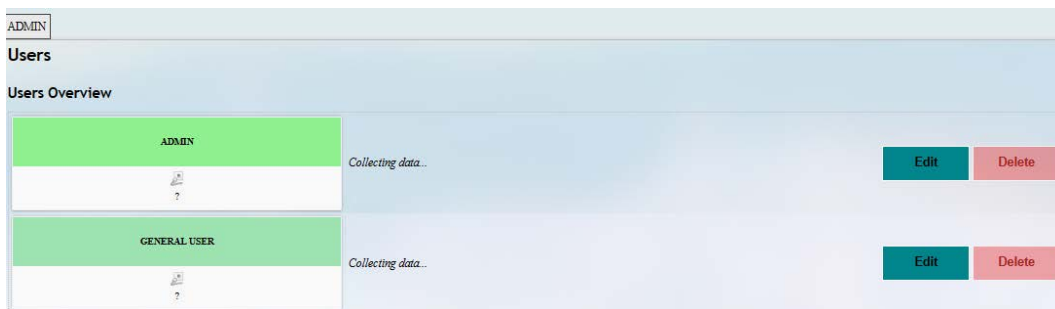 ADMIN
Users
Users Overview
ADMIN
?
Collecting data...
Edit
Delete
GENERAL USER
?
Collecting data...
Edit
Delete